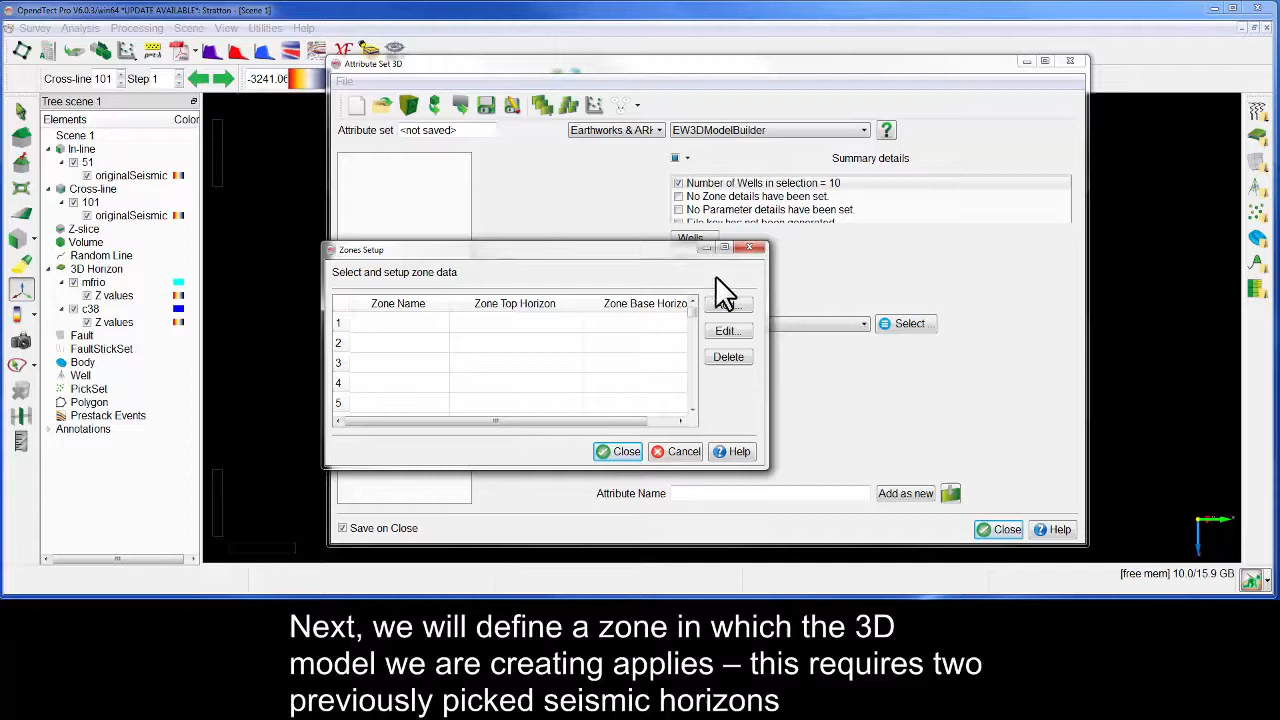 OpendTect Pro V6.0.3/win64 *UPDATE AVAILABLE* Stratton - [Scene 1]
Survey Analysis Processing Scene View Utilities Help
Cross-line 101 Step 1 -3241.06
Tree scene 1
Elements Color
Scene 1
In-line
51
originalSeismic
Cross-line
101
originalSeismic
Z-slice
Volume
Random Line
3D Horizon
mfrio
Z values
c38
Z values
Fault
FaultStickSet
Body
Well
PickSet
Polygon
Prestack Events
Annotations
Attribute Set 3D
File
Attribute set <not saved> Earthworks & ARK EW3DModelBuilder
Summary details
Number of Wells in selection = 10
No Zone details have been set.
No Parameter details have been set.
File key has not been generated
Wells...
Select ...
Zones Setup
Select and setup zone data
Zone Name Zone Top Horizon Zone Base Horizo
1
2
3
4
5
Edit...
Delete
Close Cancel Help
Attribute Name Add as new
Save on Close
Close Help
[free mem] 10.0/15.9 GB
Next, we will define a zone in which the 3D
model we are creating applies – this requires two
previously picked seismic horizons